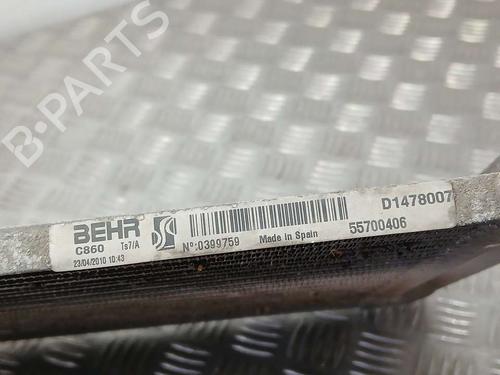 B-PARTS
BEHR
C860 Ts7/A
23/04/2010 10:43
Nº:0399759
Made in Spain
D1478007
55700406